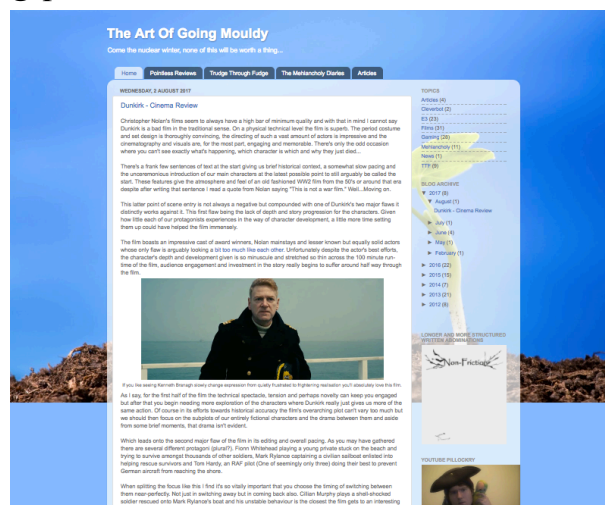 The Art Of Going Mouldy
Come the nuclear winter, none of this will be worth a thing...
Home
Pointless Reviews
Trudge Through Fudge
The Mehlancholy Diaries
Articles
WEDNESDAY, 2 AUGUST 2017
Dunkirk - Cinema Review
Christopher Nolan's films seem to always have a high bar of minimum quality and with that in mind I cannot say
Dunkirk is a bad film in the traditional sense. On a physical technical level the film is superb. The period costume
and set design is thoroughly convincing, the directing of such a vast amount of actors is impressive and the
cinematography and visuals are, for the most part, engaging and memorable. There's only the odd occasion
where you can't see exactly what's happening, which character is which and why they just died...
There's a frank few sentences of text at the start giving us brief historical context, a somewhat slow pacing and
the unceremonious introduction of our main characters at the latest possible point to still arguably be called the
start. These features give the atmosphere and feel of an old fashioned WW2 film from the 50's or around that era
despite after writing that sentence I read a quote from Nolan saying "This is not a war film." Well...Moving on.
This latter point of scene entry is not always a negative but compounded with one of Dunkirk's two major flaws it
distinctly works against it. This first flaw being the lack of depth and story progression for the characters. Given
how little each of our protagonists experiences in the way of character development, a little more time setting
them up could have helped the film immensely.
The film boasts an impressive cast of award winners, Nolan mainstays and lesser known but equally solid actors
whose only flaw is arguably looking a bit too much like each other. Unfortunately despite the actor's best efforts,
the character's depth and development given is so minuscule and stretched so thin across the 100 minute run-
time of the film, audience engagement and investment in the story really begins to suffer around half way through
the film.
If you like seeing Kenneth Branagh slowly change expression from quietly frustrated to frightening realisation you'll absolutely love this film.
As I say, for the first half of the film the technical spectacle, tension and perhaps novelty can keep you engaged
but after that you begin needing more exploration of the characters where Dunkirk really just gives us more of the
same action. Of course in its efforts towards historical accuracy the film's overarching plot can't vary too much but
we should then focus on the subplots of our entirely fictional characters and the drama between them and aside
from some brief moments, that drama isn't evident.
Which leads onto the second major flaw of the film in its editing and overall pacing. As you may have gathered
there are several different protagoni (plural?). Fionn Whitehead playing a young private stuck on the beach and
trying to survive amongst thousands of other soldiers, Mark Rylance captaining a civilian sailboat enlisted into
helping rescue survivors and Tom Hardy, an RAF pilot (One of seemingly only three) doing their best to prevent
German aircraft from reaching the shore.
When splitting the focus like this I find it's so vitally important that you choose the timing of switching between
them near-perfectly. Not just in switching away but in coming back also. Cillian Murphy plays a shell-shocked
soldier rescued onto Mark Rylance's boat and his unstable behaviour is the closest the film gets to an interesting
TOPICS
Articles (4)
Cleverbot (2)
E3 (23)
Films (31)
Gaming (28)
Mehlancholy (11)
News (1)
TTF (9)
BLOG ARCHIVE
▼ 2017 (9)
▼ August (1)
Dunkirk - Cinema Review
► July (1)
► June (4)
► May (1)
► February (1)
► 2016 (22)
► 2015 (15)
► 2014 (7)
► 2013 (21)
► 2012 (8)
LONGER AND MORE STRUCTURED
WRITTEN ABOMINATIONS
Non-Friction
YOUTUBE PILLOCKRY